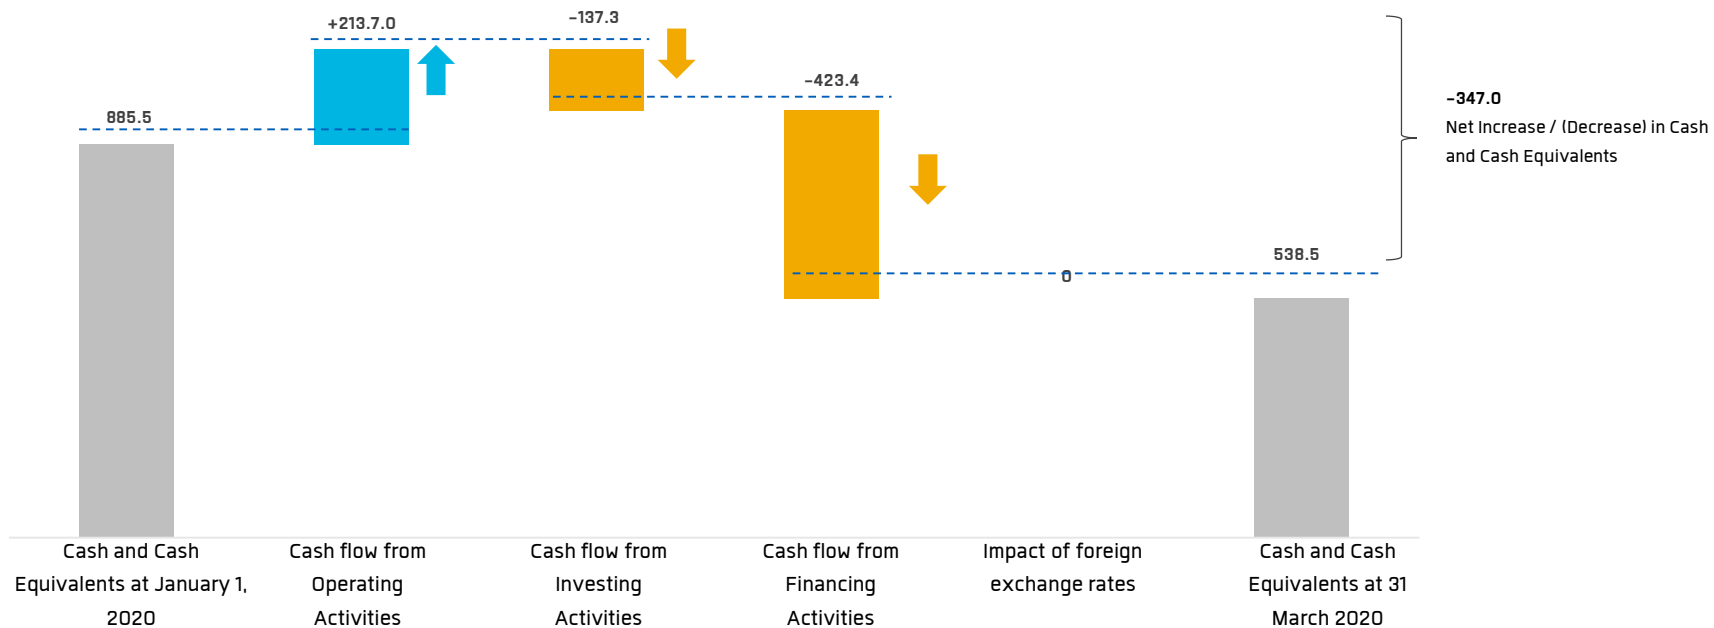 +213.7.0
-137.3
-423.4
885.5
-347.0
Net Increase / (Decrease) in Cash
and Cash Equivalents
538.5
0
Cash and Cash
Equivalents at January 1,
2020
Cash flow from
Operating
Activities
Cash flow from
Investing
Activities
Cash flow from
Financing
Activities
Impact of foreign
exchange rates
Cash and Cash
Equivalents at 31
March 2020